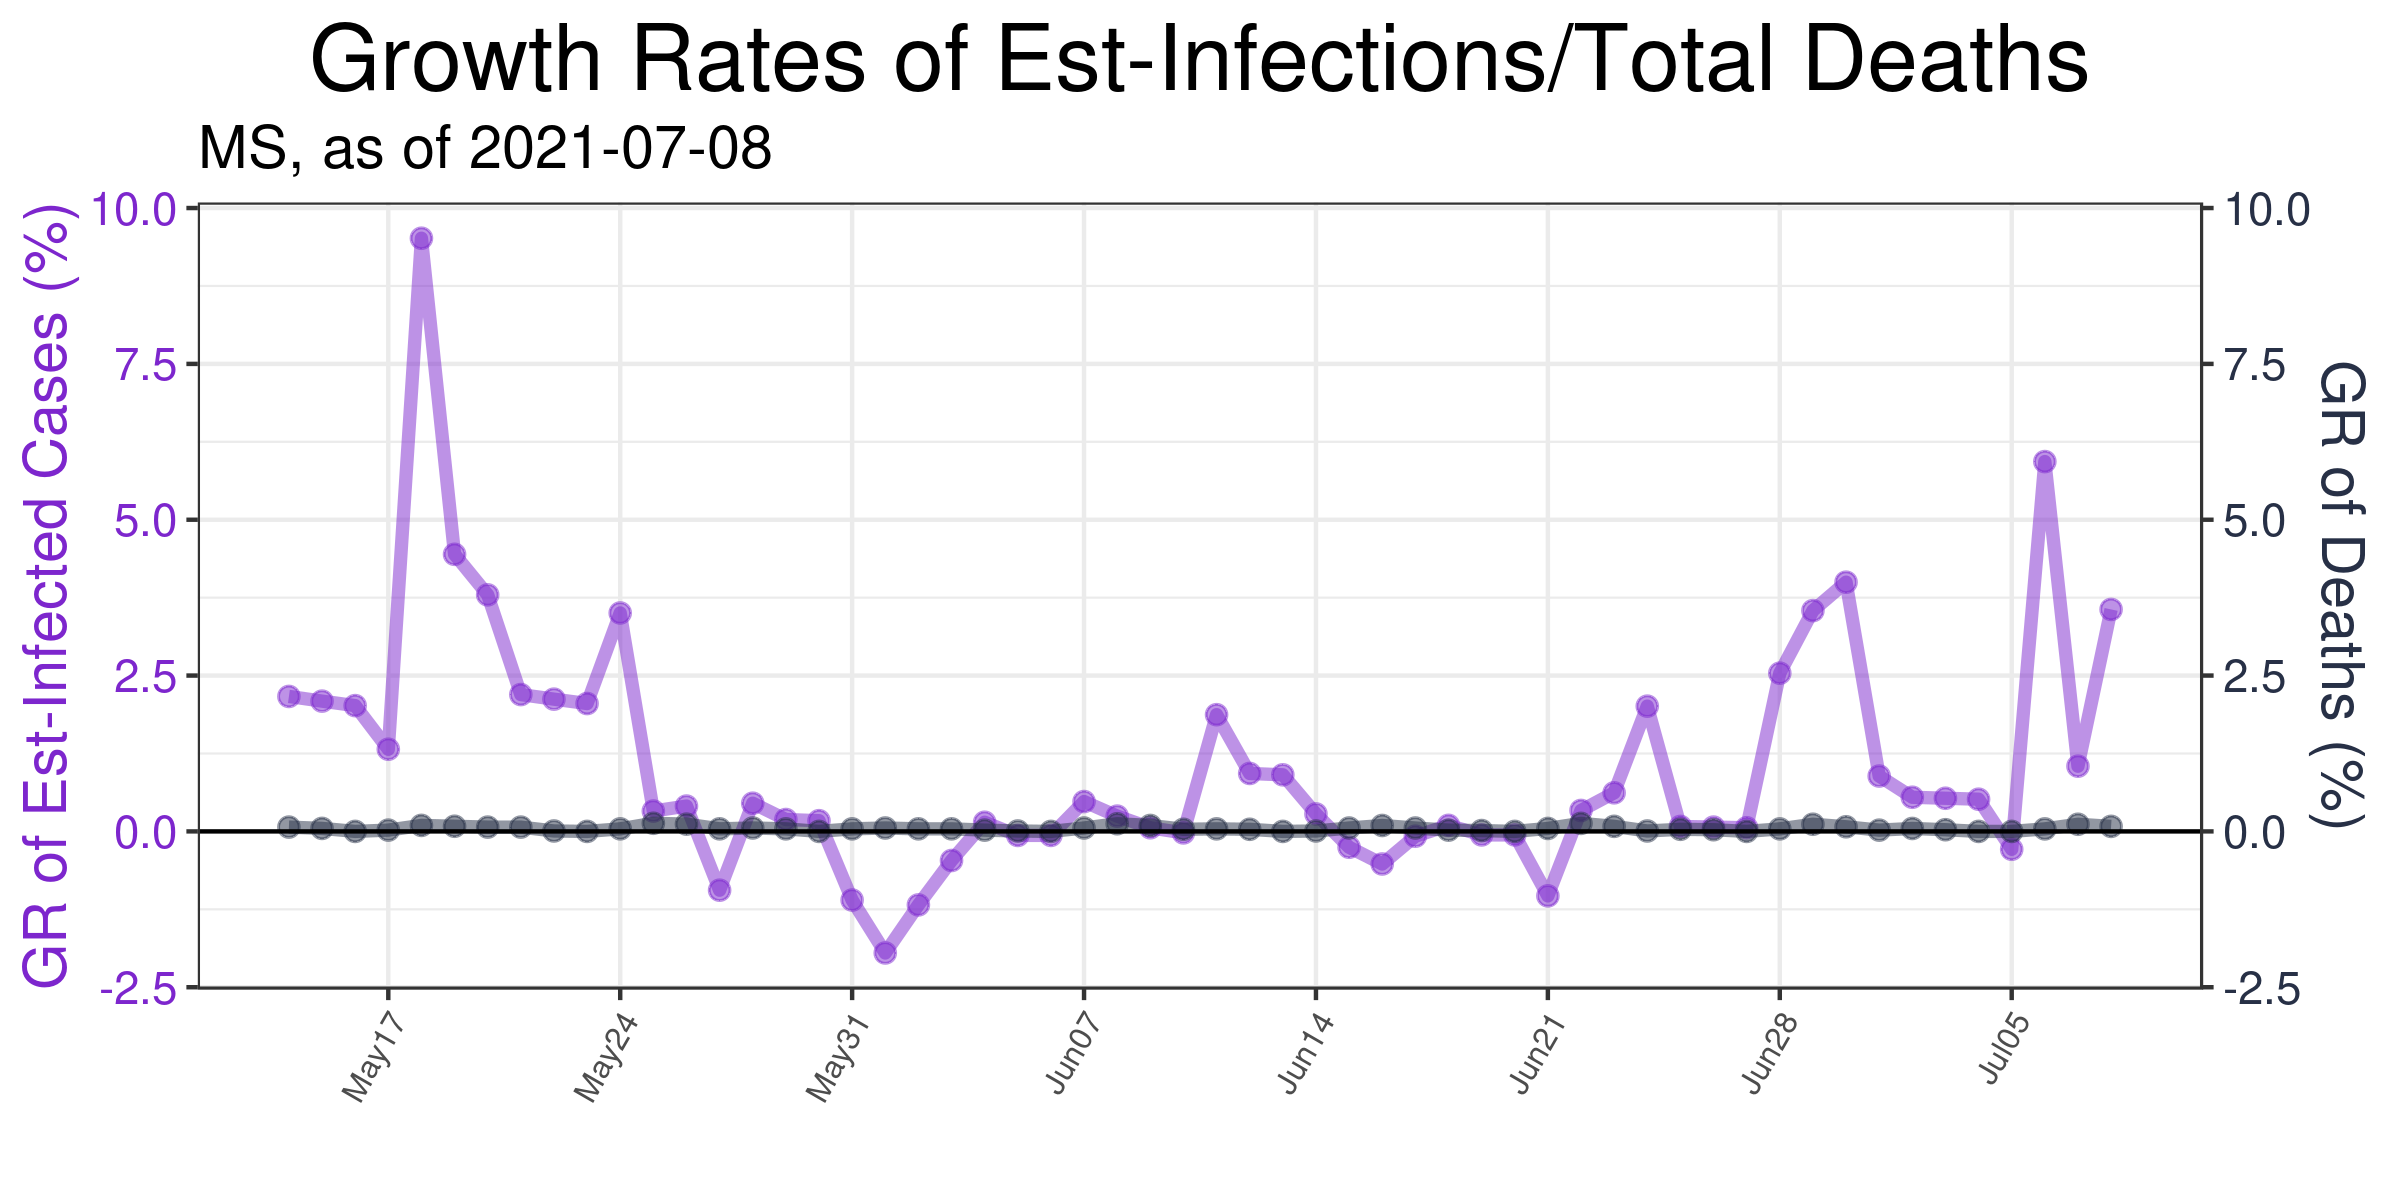 Growth Rates of Est-Infections/Total Deaths
MS, as of 2021-07-08
GR of Est-Infected Cases (%)
10.0
7.5
5.0
2.5
0.0
-2.5
10.0
7.5
5.0
2.5
0.0
-2.5
GR of Deaths (%)
May17
May24
May31
Jun07
Jun14
Jun21
Jun28
Jul05